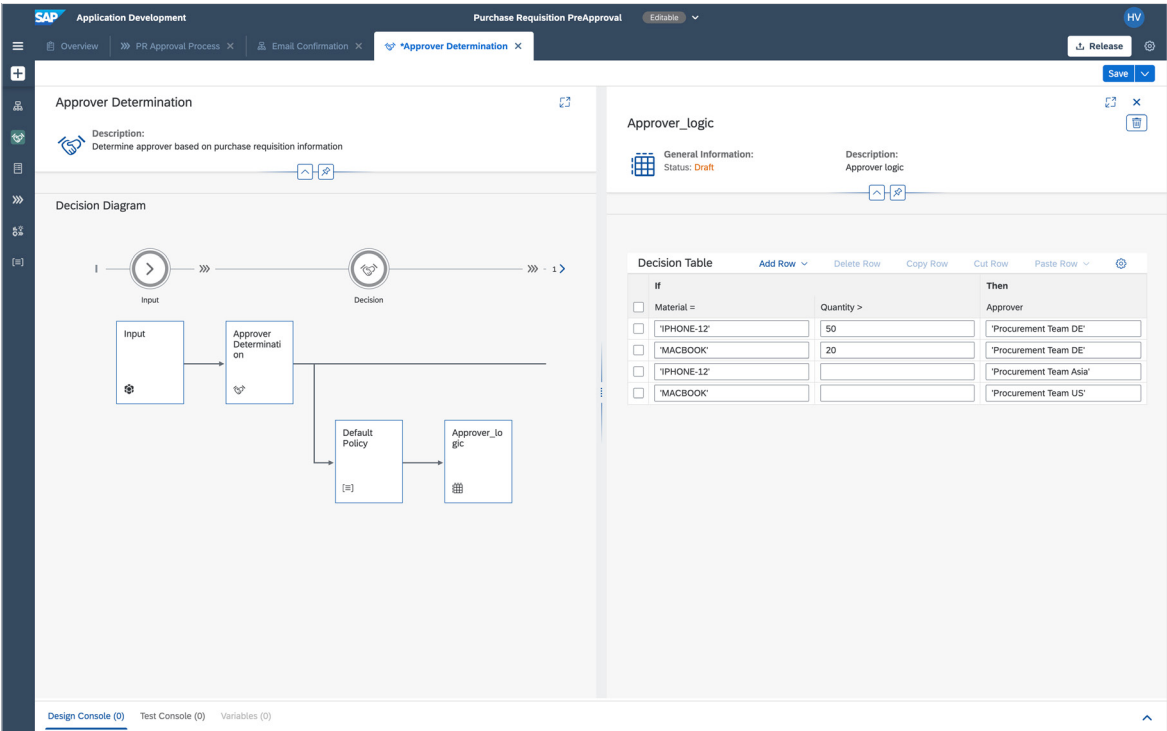 SAP Application Development
Purchase Requisition PreApproval Editable
HV
Overview
PR Approval Process
Email Confirmation
*Approver Determination
Release
Save
Approver Determination
Description:
Determine approver based on purchase requisition information
Decision Diagram
Input
Decision
1
Input
Approver
Determinati
on
Default
Policy
Approver_lo
gic
Approver_logic
General Information:
Status: Draft
Description:
Approver logic
Decision Table
Add Row
Delete Row
Copy Row
Cut Row
Paste Row
If Then
Material = Quantity > Approver
'IPHONE-12' 50 'Procurement Team DE'
'MACBOOK' 20 'Procurement Team DE'
'IPHONE-12' 'Procurement Team Asia'
'MACBOOK' 'Procurement Team US'
Design Console (0) Test Console (0) Variables (0)